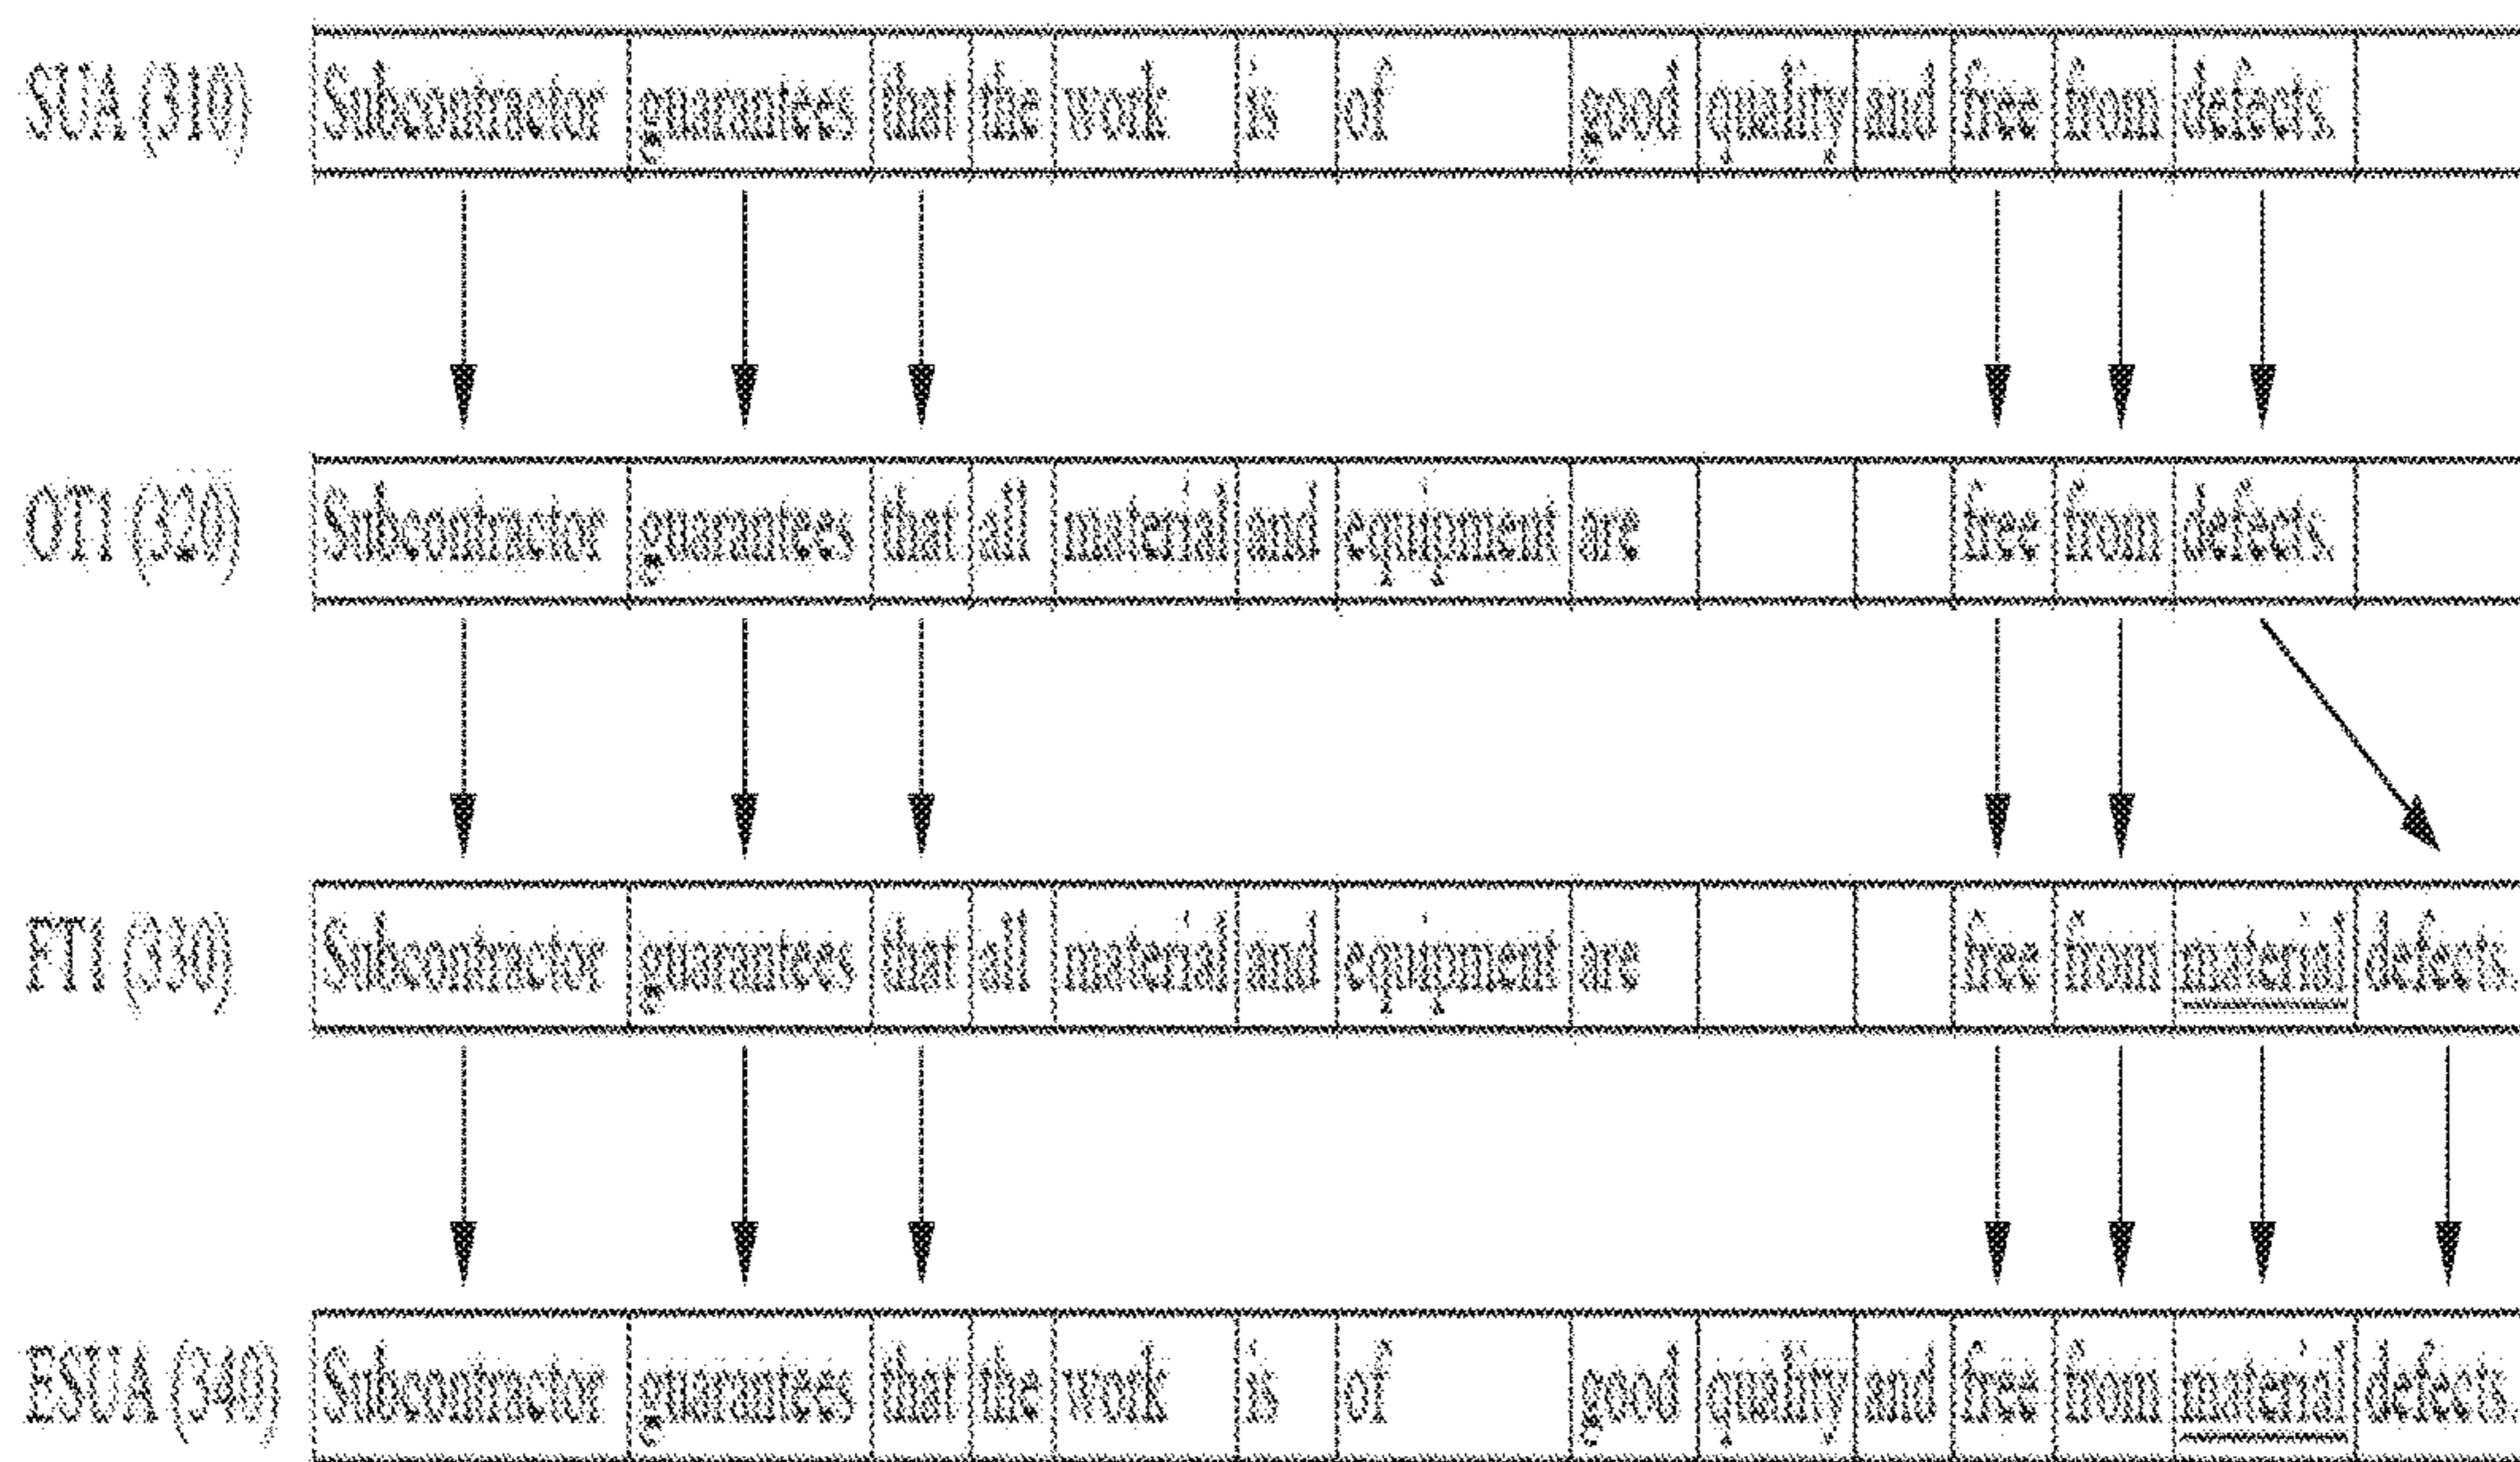 SUA (310) Subcontractor guarantees that the work is of good quality and free from defects.
OT1 (320) Subcontractor guarantees that all material and equipment are free from defects.
FT1 (330) Subcontractor guarantees that all material and equipment are free from material defects.
ESUA (340) Subcontractor guarantees that the work is of good quality and free from material defects.